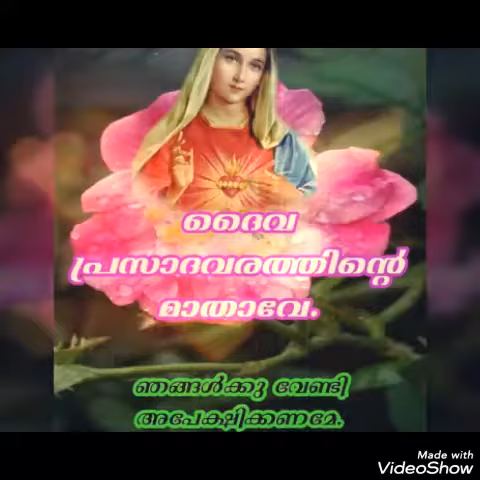 ദൈവ
പ്രസാദവരത്തിന്റെ
മാതാവേ.
ഞങ്ങൾക്കു വേണ്ടി
അപേക്ഷിക്കണമേ.
Made with
VideoShow